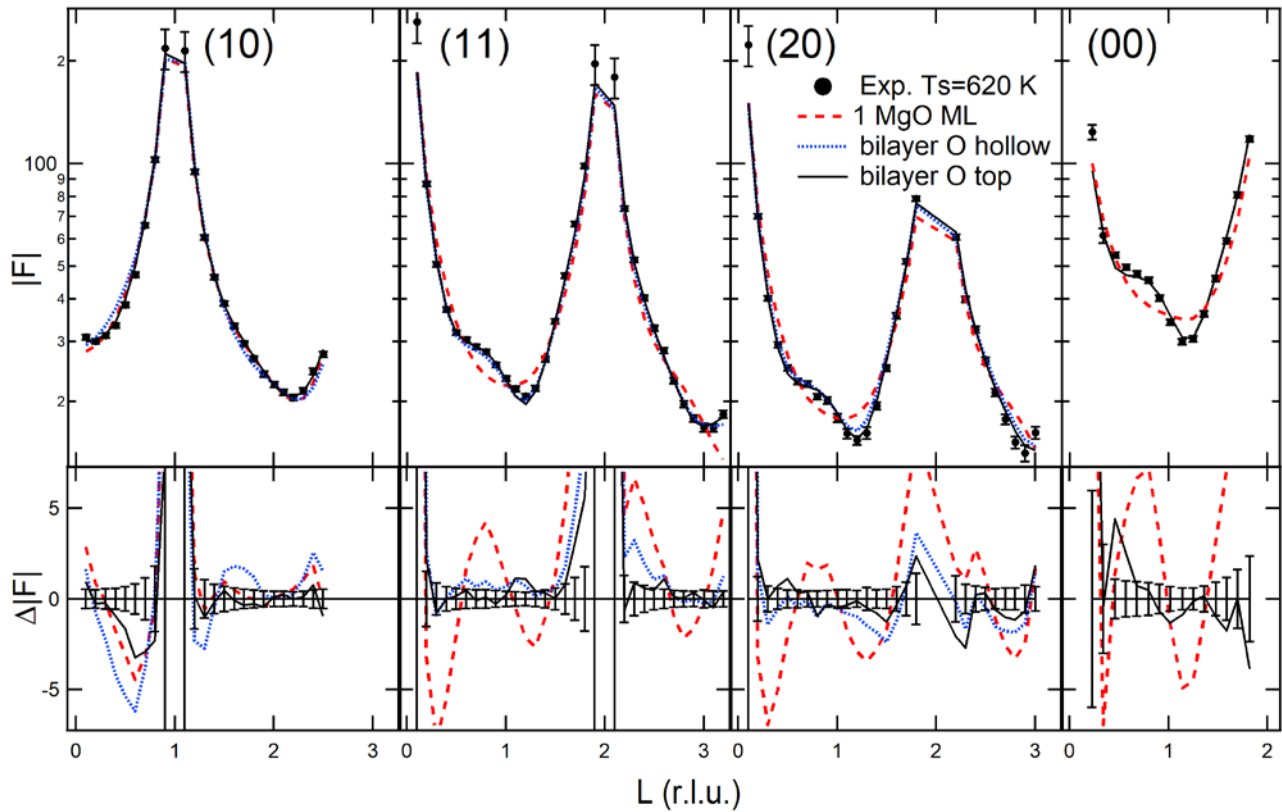 (10) (11) (20) (00)
Exp. Ts=620 K
1 MgO ML
bilayer O hollow
bilayer O top
|F|
2
100
9
8
7
6
5
4
3
2
Δ|F|
5
0
-5
0 1 2 3 0 1 2 3 0 1 2 3 0 1 2
L (r.l.u.)